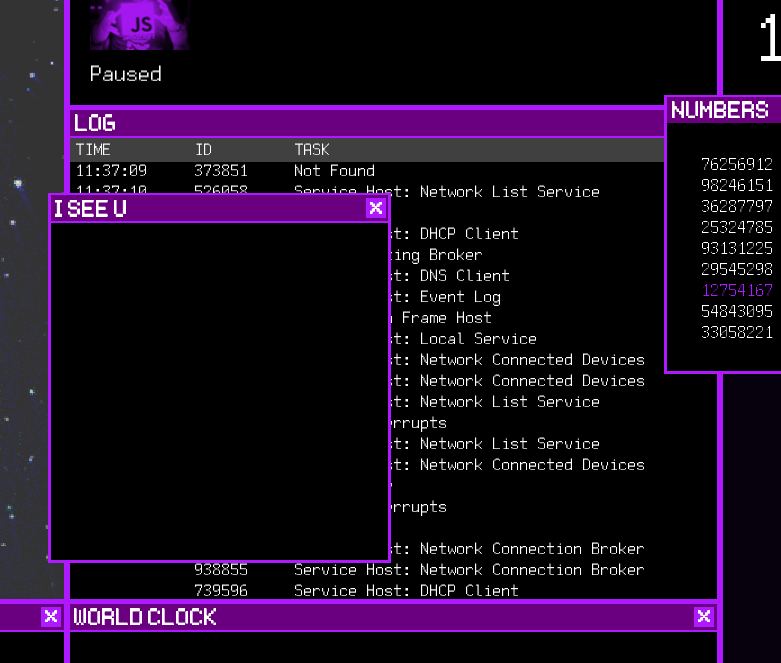 JS
Paused
LOG
NUMBERS
TIME ID TASK
11:37:09 373851 Not Found
11:37:10 526058 Service Host: Network List Service
I SEE U
st: DHCP Client
ing Broker
st: DNS Client
st: Event Log
Frame Host
st: Local Service
st: Network Connected Devices
st: Network Connected Devices
st: Network List Service
rrupts
st: Network List Service
st: Network Connected Devices
rrupts
st: Network Connection Broker
938855 Service Host: Network Connection Broker
739596 Service Host: DHCP Client
76256912
98246151
36287797
25324785
93131225
29545298
12754167
54843095
33058221
WORLD CLOCK